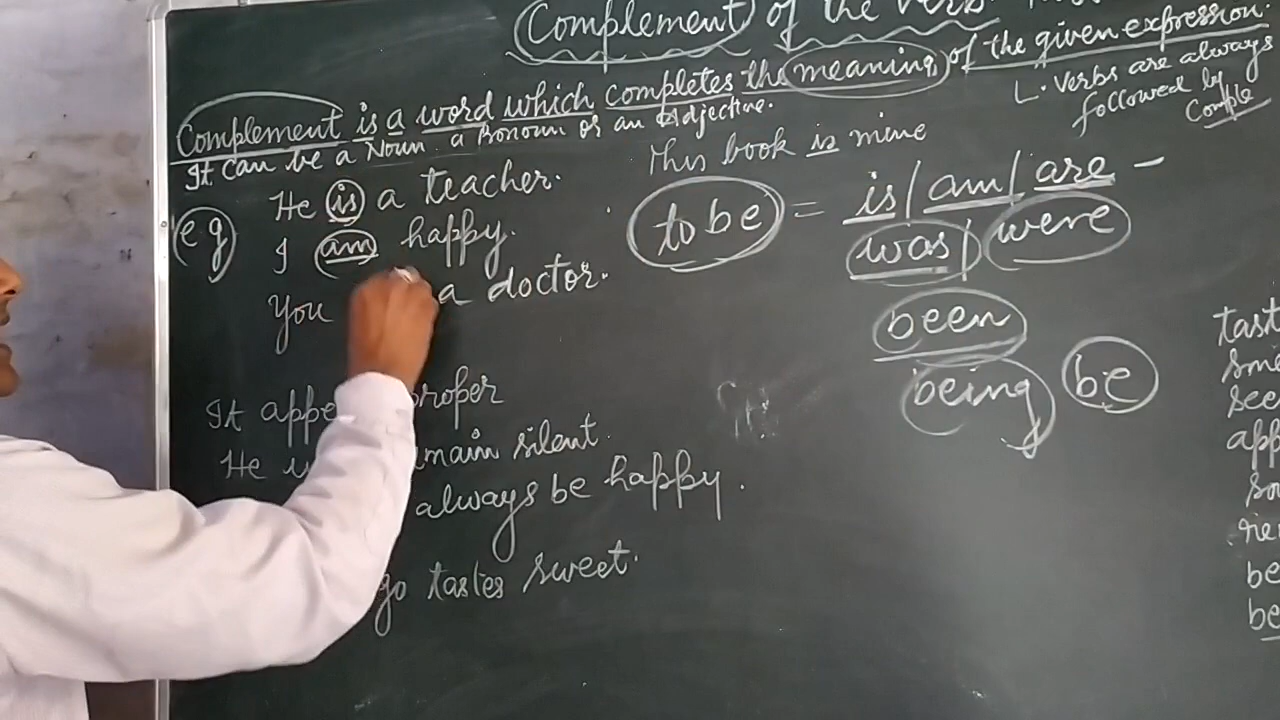 Complement of the Verb
Complement is a word which completes the meaning of the given expression.
It can be a Noun. a Pronoun or an Adjective.
L. Verbs are always
followed by
Comple
This book is mine
eg
He is a teacher.
I am happy.
You a doctor.
to be = is/am/are -
was/were
been
being be
It appe proper
He main silent.
always be happy.
go tastes sweet.
tast
sme
see
app
so
be
be